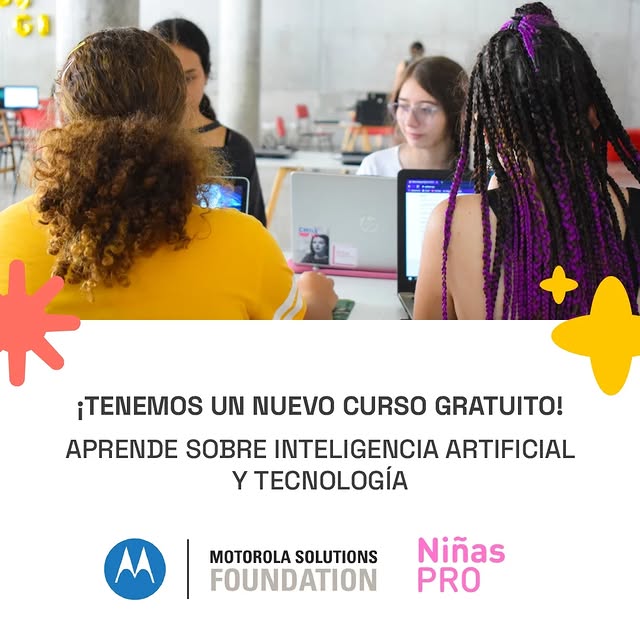 ¡TENEMOS UN NUEVO CURSO GRATUITO!
APRENDE SOBRE INTELIGENCIA ARTIFICIAL
Y TECNOLOGÍA
MOTOROLA SOLUTIONS
FOUNDATION
Niñas
PRO